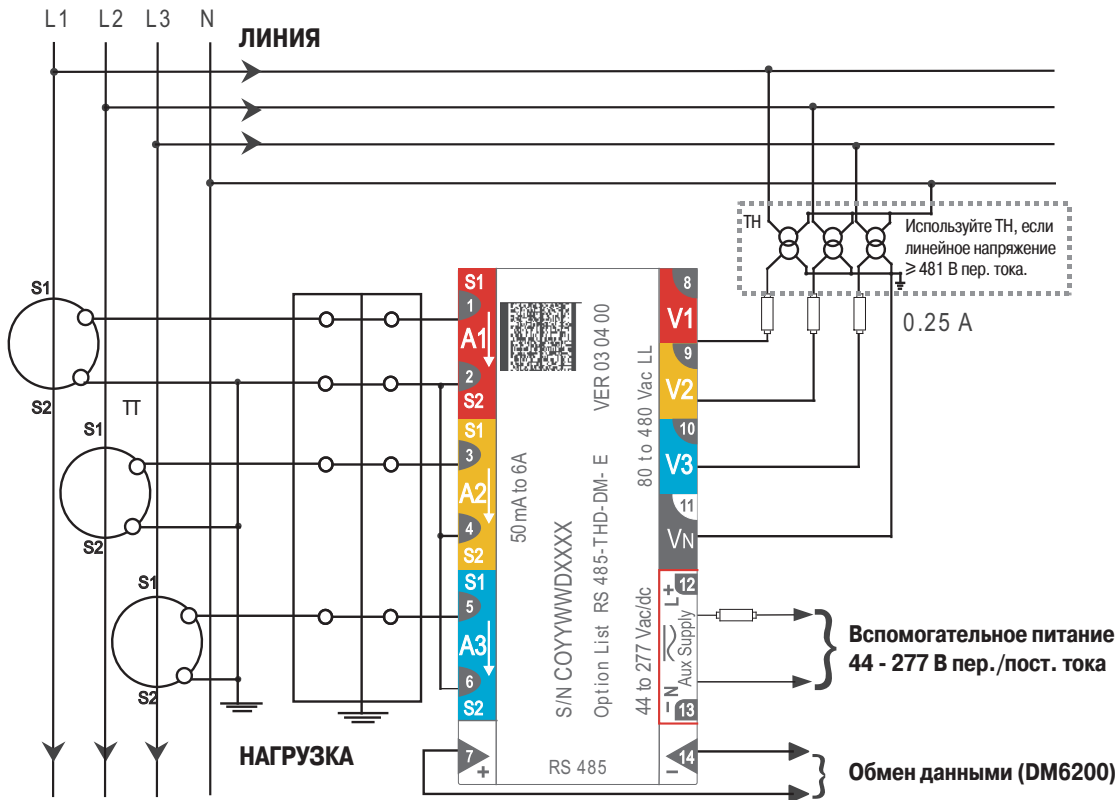 L1 L2 L3 N
ЛИНИЯ
ТН
Используйте ТН, если
линейное напряжение
≥ 481 В пер. тока.
0.25 A
S1
S2
ТТ
S1
S2
S1
S2
НАГРУЗКА
S1
1
A1
2
S2
S1
3
A2
4
S2
S1
5
A3
6
S2
7
+
50mA to 6A
S/N COYYWWDXXXX
VER 03 04 00
Option List RS 485-THD-DM- E
80 to 480 Vac LL
44 to 277 Vac/dc
RS 485
8
V1
9
V2
10
V3
11
VN
12
L +
Aux Supply
– N
13
14
–
Вспомогательное питание
44 - 277 В пер./пост. тока
Обмен данными (DM6200)